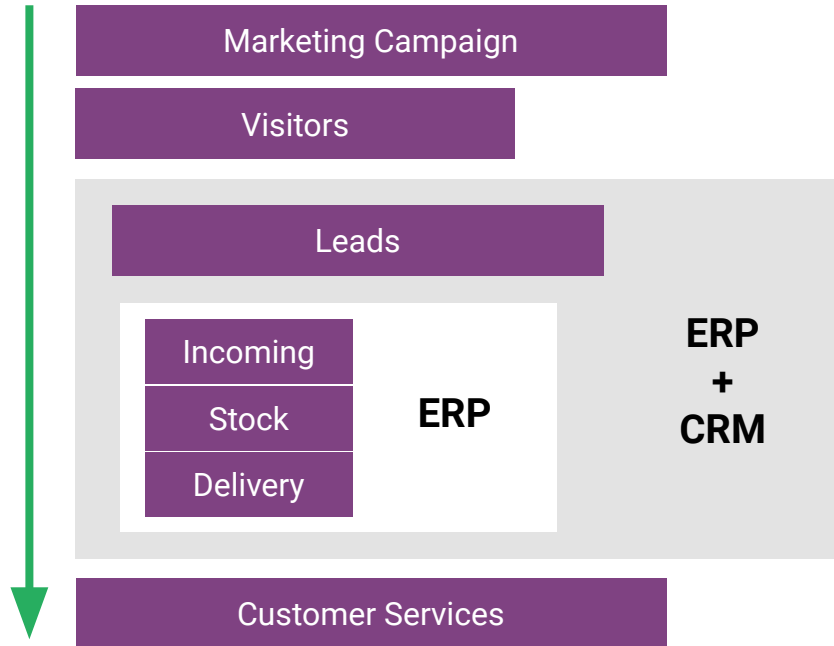 Marketing Campaign
Visitors
Leads
Incoming
Stock
Delivery
ERP
ERP
+
CRM
Customer Services